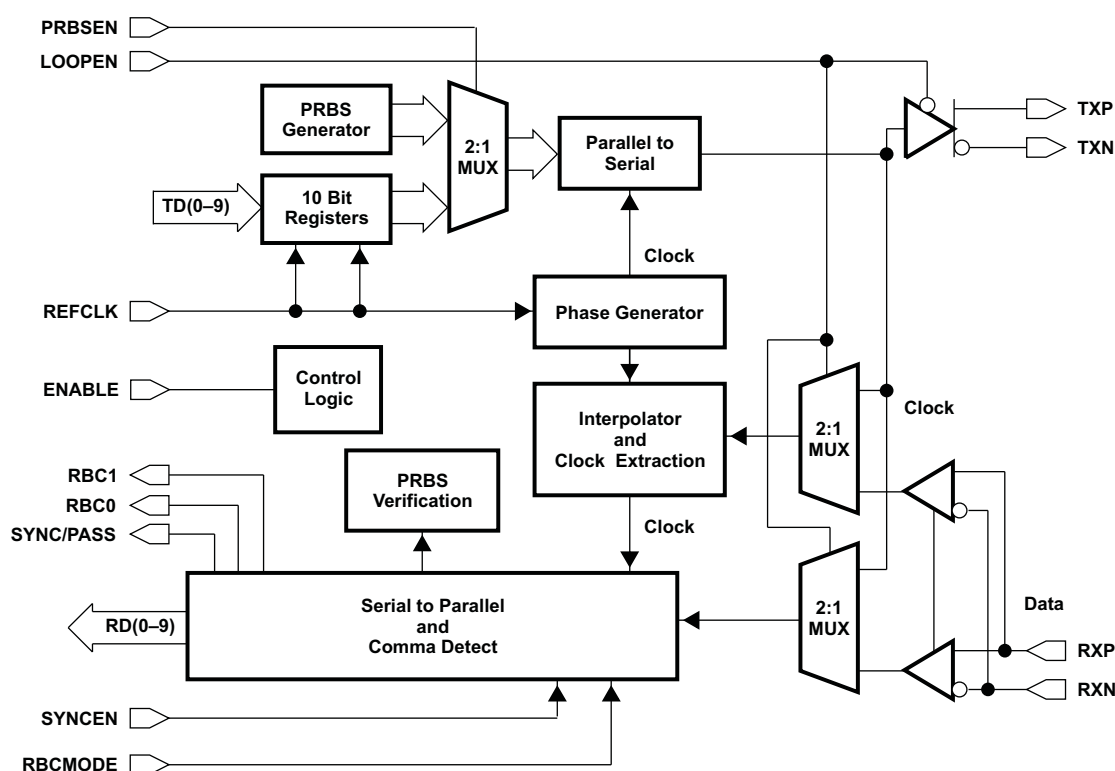 PRBSEN
LOOPEN
PRBS
Generator
2:1
MUX
Parallel to
Serial
TXP
TXN
TD(0–9)
10 Bit
Registers
Clock
REFCLK
Phase Generator
ENABLE
Control
Logic
Interpolator
and
Clock Extraction
2:1
MUX
Clock
RBC1
RBC0
SYNC/PASS
PRBS
Verification
Clock
RD(0–9)
Serial to Parallel
and
Comma Detect
2:1
MUX
Data
RXP
RXN
SYNCEN
RBCMODE